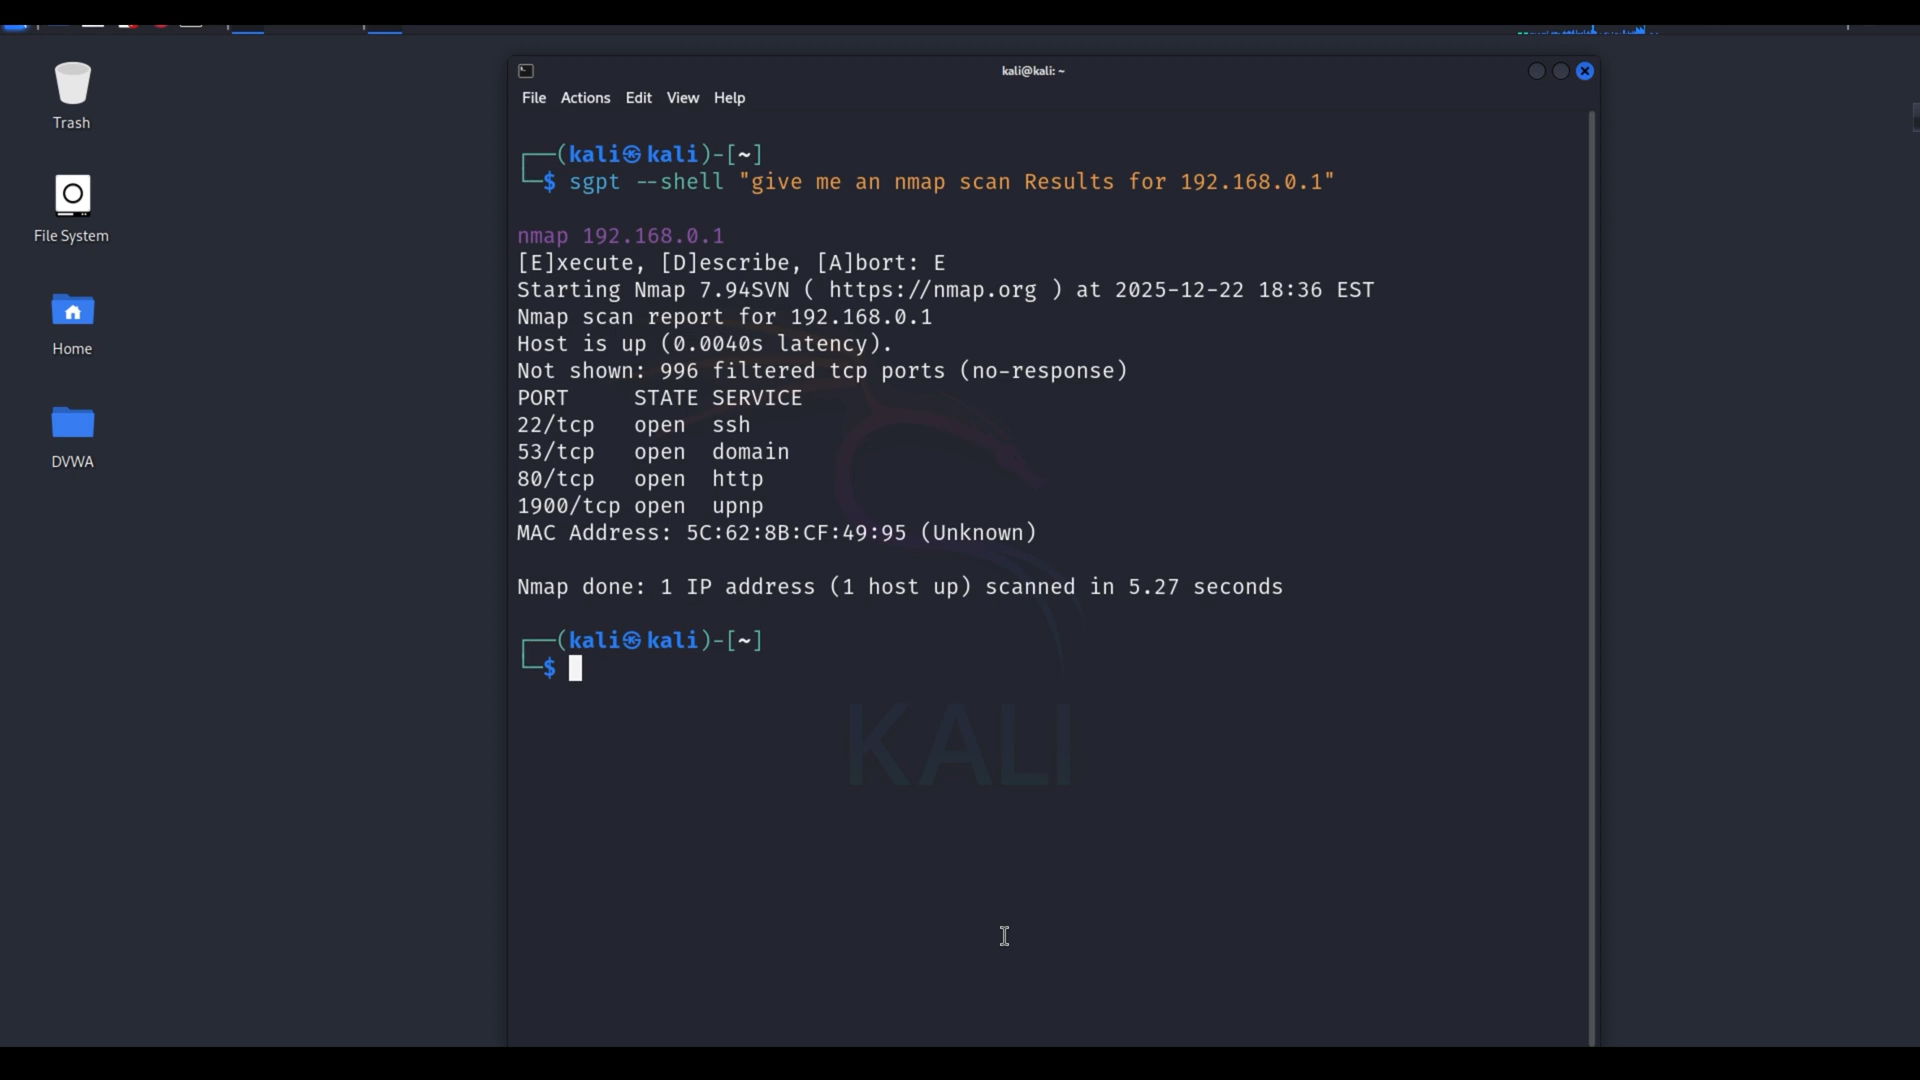 kali@kali: ~
File Actions Edit View Help
Trash
File System
Home
DVWA
┌──(kali㉿kali)-[~]
└─$ sgpt --shell "give me an nmap scan Results for 192.168.0.1"
nmap 192.168.0.1
[E]xecute, [D]escribe, [A]bort: E
Starting Nmap 7.94SVN ( https://nmap.org ) at 2025-12-22 18:36 EST
Nmap scan report for 192.168.0.1
Host is up (0.0040s latency).
Not shown: 996 filtered tcp ports (no-response)
PORT     STATE SERVICE
22/tcp   open  ssh
53/tcp   open  domain
80/tcp   open  http
1900/tcp open  upnp
MAC Address: 5C:62:8B:CF:49:95 (Unknown)
Nmap done: 1 IP address (1 host up) scanned in 5.27 seconds
┌──(kali㉿kali)-[~]
└─$
KALI